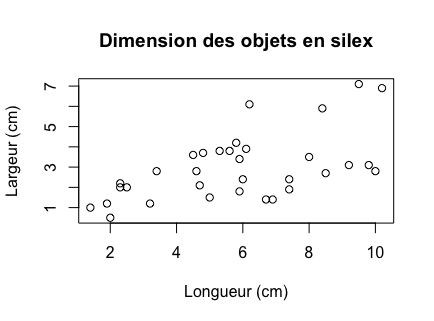 Dimension des objets en silex
Largeur (cm)
7
5
3
1
2 4 6 8 10
Longueur (cm)